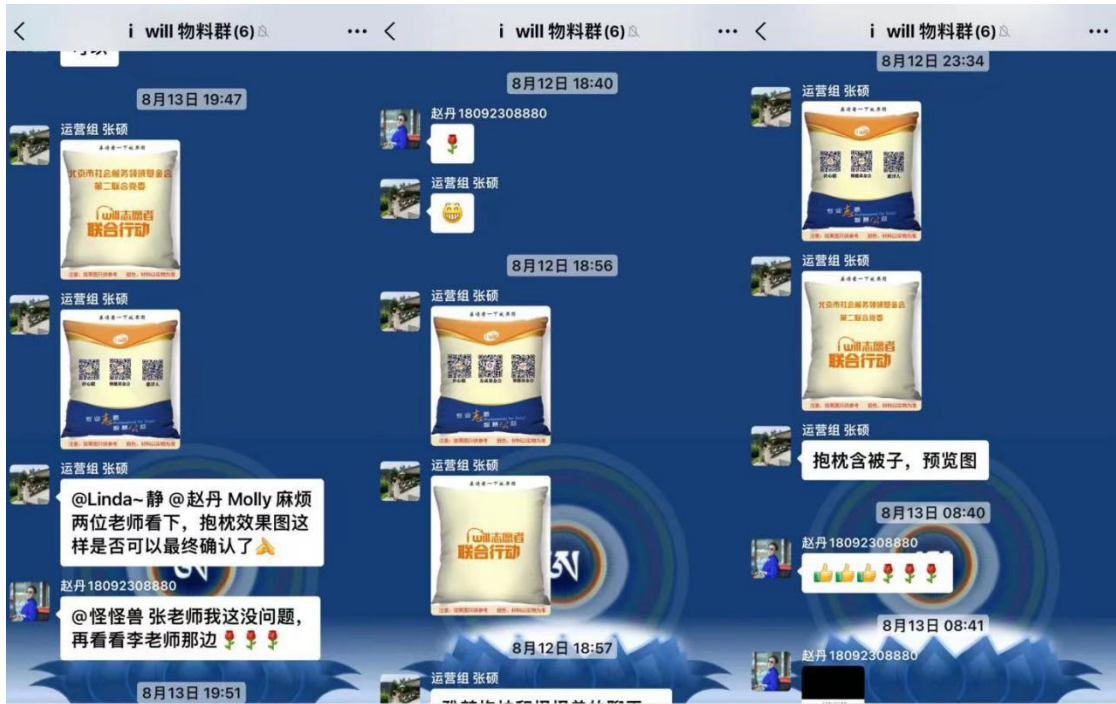 i will 物料群(6)
8月13日 19:47
运营组 张硕
北京市社会服务领域基金会
第二联合党委
i will志愿者
联合行动
运营组 张硕
i will
运营组 张硕
@Linda~静 @赵丹 Molly 麻烦
两位老师看下，抱枕效果图这
样是否可以最终确认了
赵丹18092308880
@怪怪兽 张老师我这没问题，
再看看李老师那边
8月13日 19:51
i will 物料群(6)
8月12日 18:40
赵丹18092308880
运营组 张硕
8月12日 18:56
运营组 张硕
i will
运营组 张硕
i will志愿者
联合行动
8月12日 18:57
运营组 张硕
i will 物料群(6)
8月12日 23:34
运营组 张硕
i will
运营组 张硕
北京市社会服务领域基金会
第二联合党委
i will志愿者
联合行动
运营组 张硕
抱枕含被子，预览图
8月13日 08:40
赵丹18092308880
8月13日 08:41
赵丹18092308880